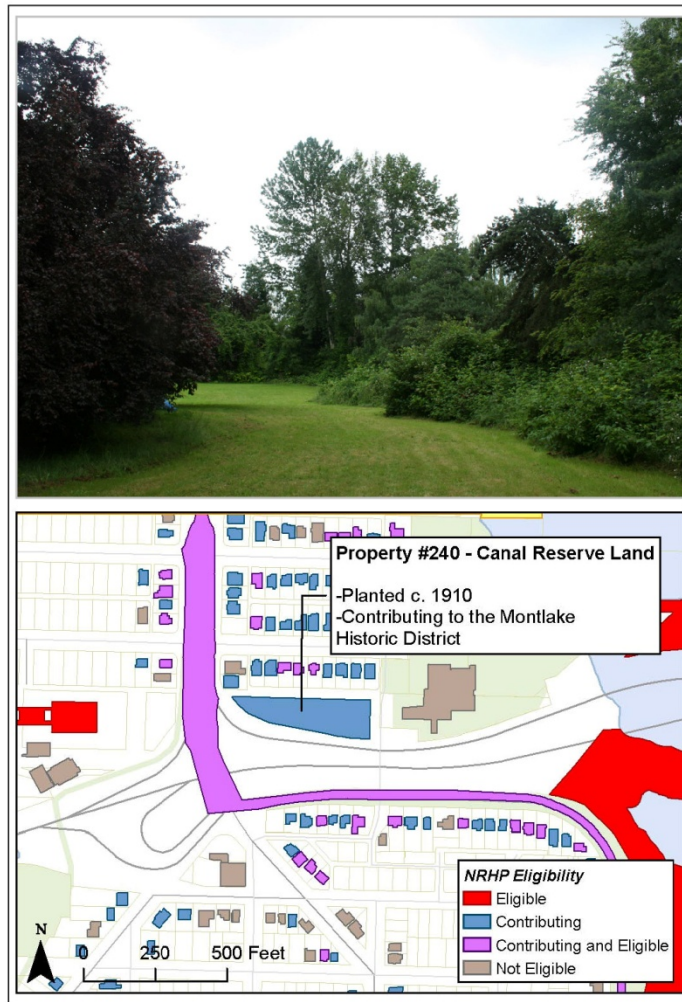 Property #240 - Canal Reserve Land
-Planted c. 1910
-Contributing to the Montlake
Historic District
NRHP Eligibility
Eligible
Contributing
Contributing and Eligible
Not Eligible
N
0 250 500 Feet